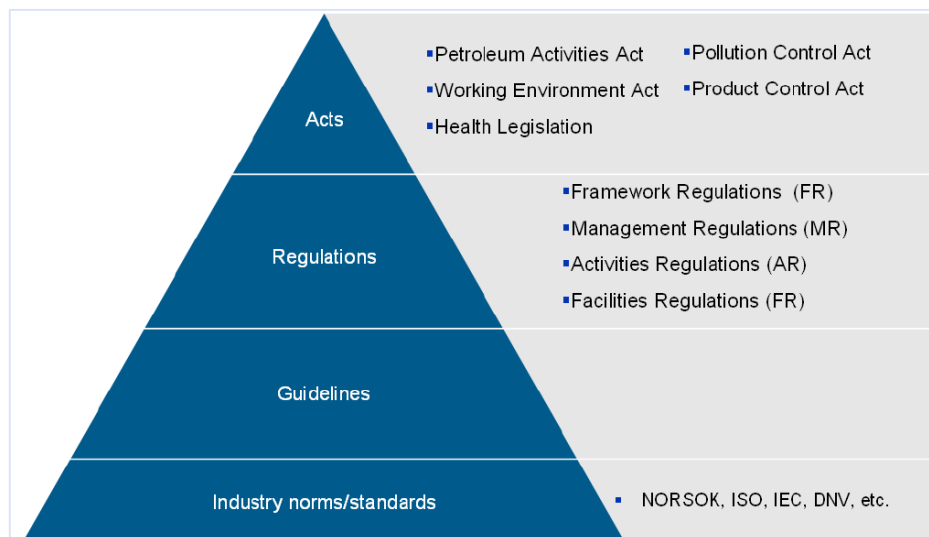 Acts
▪Petroleum Activities Act
▪Pollution Control Act
▪Working Environment Act
▪Product Control Act
▪Health Legislation
Regulations
▪Framework Regulations (FR)
▪Management Regulations (MR)
▪Activities Regulations (AR)
▪Facilities Regulations (FR)
Guidelines
Industry norms/standards
▪ NORSOK, ISO, IEC, DNV, etc.